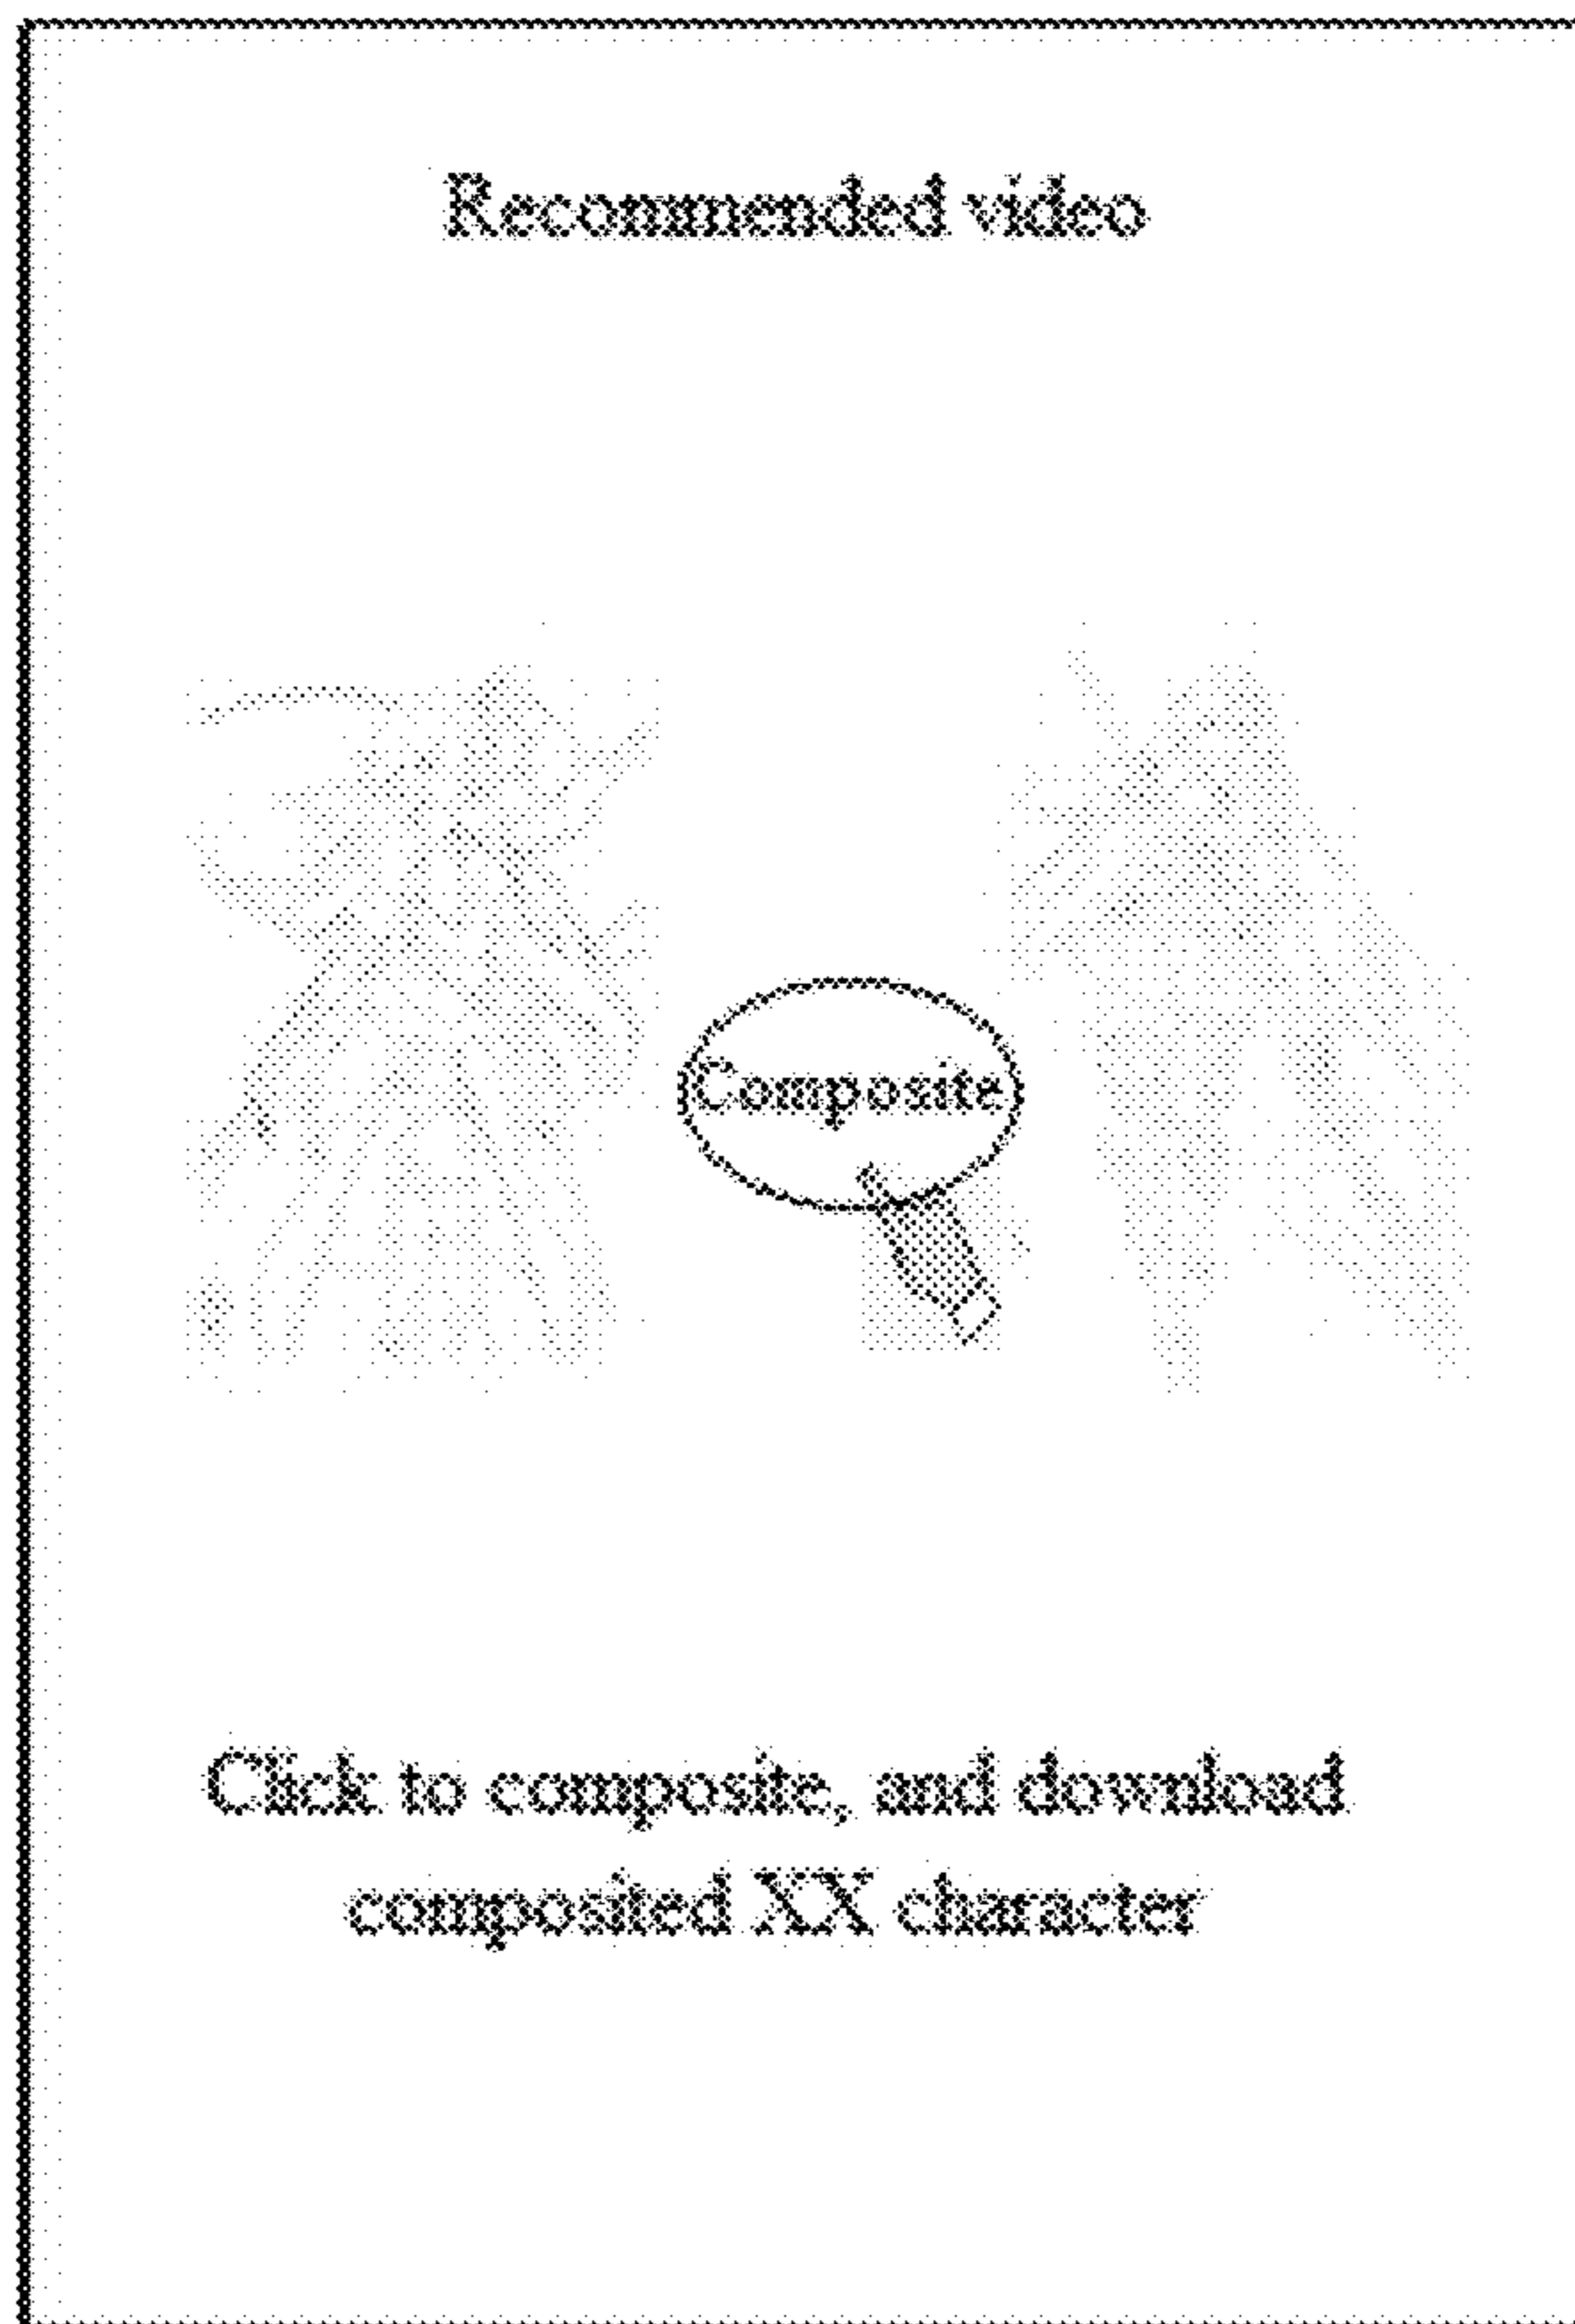 Recommended video
Composite
Click to composite, and download
composited XX character